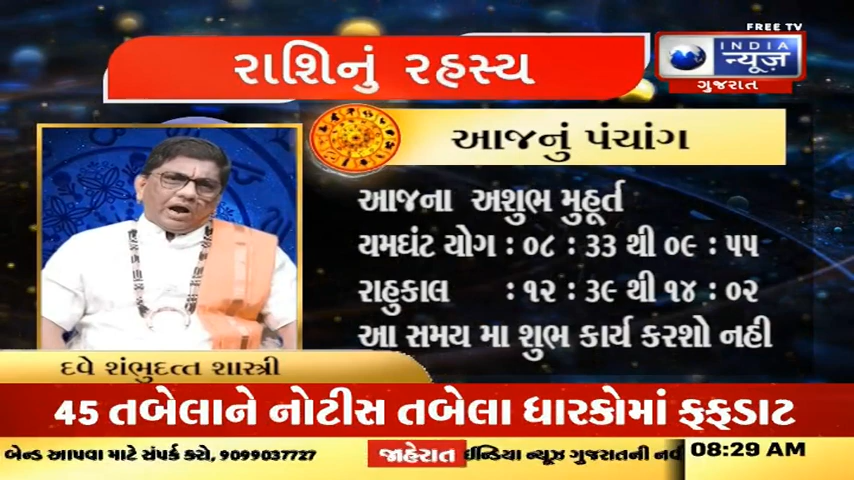 FREE TV
INDIA
न्यूज़
ગુજરાત
રાશિનું રહસ્ય
આજનું પંચાંગ
આજના અશુભ મુહૂર્ત
યમઘંટ યોગ : ૦૮ : ૩૩ થી ૦૯ : ૫૫
રાહુકાલ : ૧૨ : ૩૯ થી ૧૪ : ૦૨
આ સમય મા શુભ કાર્ય કરશો નહી
દવે શંભુદત્ત શાસ્ત્રી
45 તબેલાને નોટીસ તબેલા ધારકોમાં ફફડાટ
બેન્ડ આપવા માટે સંપર્ક કરો, 9099037727 જાહેરાત ઈન્ડિયા ન્યૂઝ ગુજરાતની નવી 08:29 AM